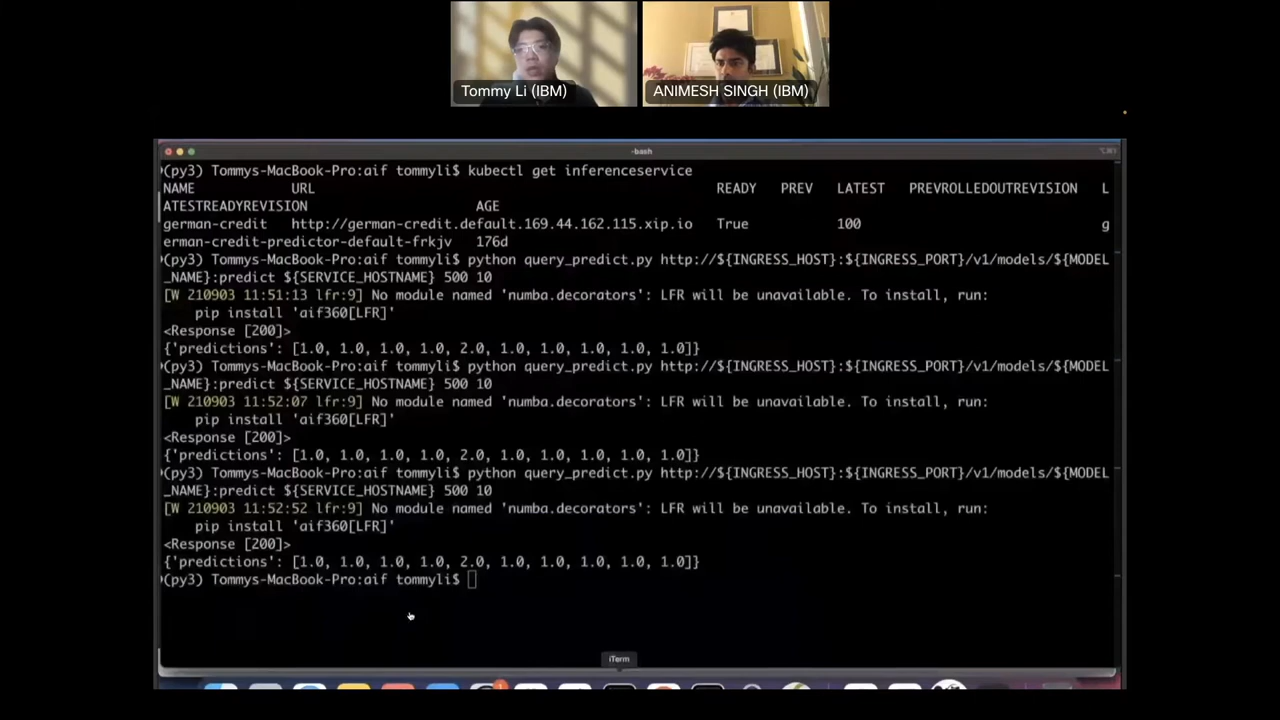 Tommy Li (IBM)
ANIMESH SINGH (IBM)
-bash
(py3) Tommys-MacBook-Pro:aif tommyli$ kubectl get inferenceservice
NAME URL READY PREV LATEST PREVROLLEDOUTREVISION L
ATESTREADYREVISION AGE
german-credit http://german-credit.default.169.44.162.115.xip.io True 100 g
erman-credit-predictor-default-frkjv 176d
(py3) Tommys-MacBook-Pro:aif tommyli$ python query_predict.py http://${INGRESS_HOST}:${INGRESS_PORT}/v1/models/${MODEL
_NAME}:predict ${SERVICE_HOSTNAME} 500 10
[W 210903 11:51:13 lfr:9] No module named 'numba.decorators': LFR will be unavailable. To install, run:
pip install 'aif360[LFR]'
<Response [200]>
{'predictions': [1.0, 1.0, 1.0, 1.0, 2.0, 1.0, 1.0, 1.0, 1.0, 1.0]}
(py3) Tommys-MacBook-Pro:aif tommyli$ python query_predict.py http://${INGRESS_HOST}:${INGRESS_PORT}/v1/models/${MODEL
_NAME}:predict ${SERVICE_HOSTNAME} 500 10
[W 210903 11:52:07 lfr:9] No module named 'numba.decorators': LFR will be unavailable. To install, run:
pip install 'aif360[LFR]'
<Response [200]>
{'predictions': [1.0, 1.0, 1.0, 1.0, 2.0, 1.0, 1.0, 1.0, 1.0, 1.0]}
(py3) Tommys-MacBook-Pro:aif tommyli$ python query_predict.py http://${INGRESS_HOST}:${INGRESS_PORT}/v1/models/${MODEL
_NAME}:predict ${SERVICE_HOSTNAME} 500 10
[W 210903 11:52:52 lfr:9] No module named 'numba.decorators': LFR will be unavailable. To install, run:
pip install 'aif360[LFR]'
<Response [200]>
{'predictions': [1.0, 1.0, 1.0, 1.0, 2.0, 1.0, 1.0, 1.0, 1.0, 1.0]}
(py3) Tommys-MacBook-Pro:aif tommyli$
iTerm